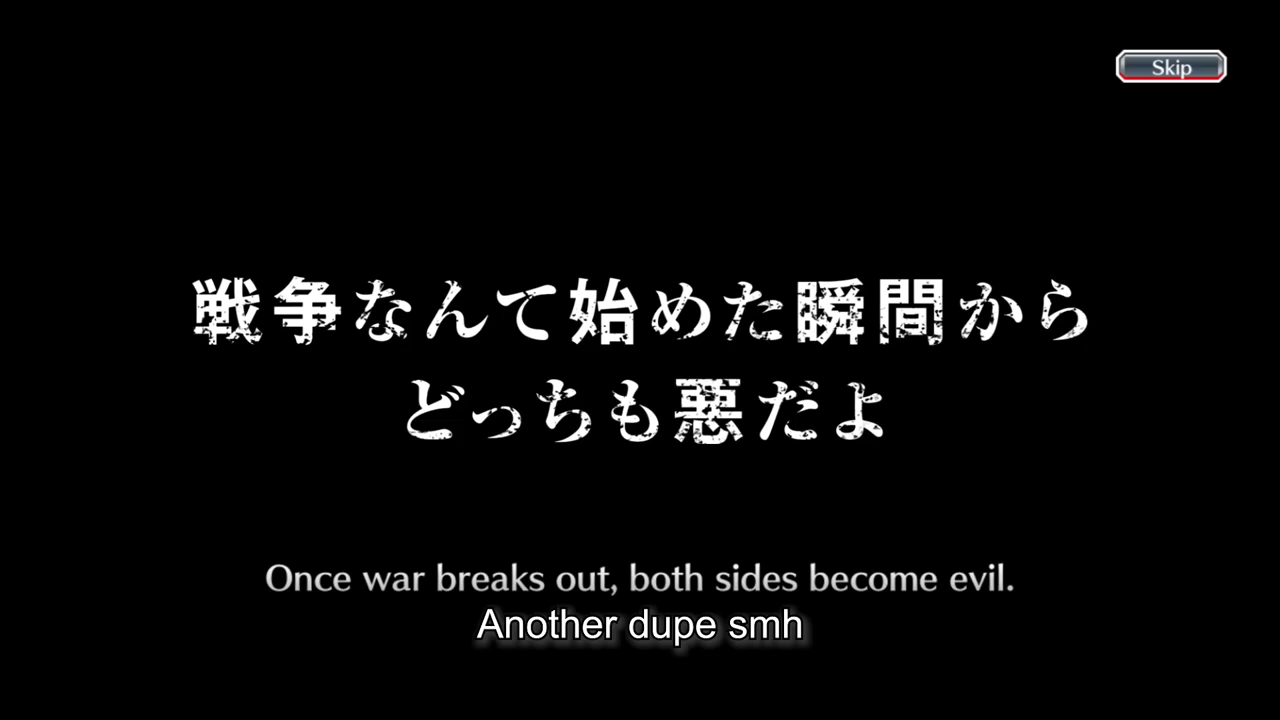 Skip
戦争なんて始めた瞬間から
どっちも悪だよ
Once war breaks out, both sides become evil.
Another dupe smh